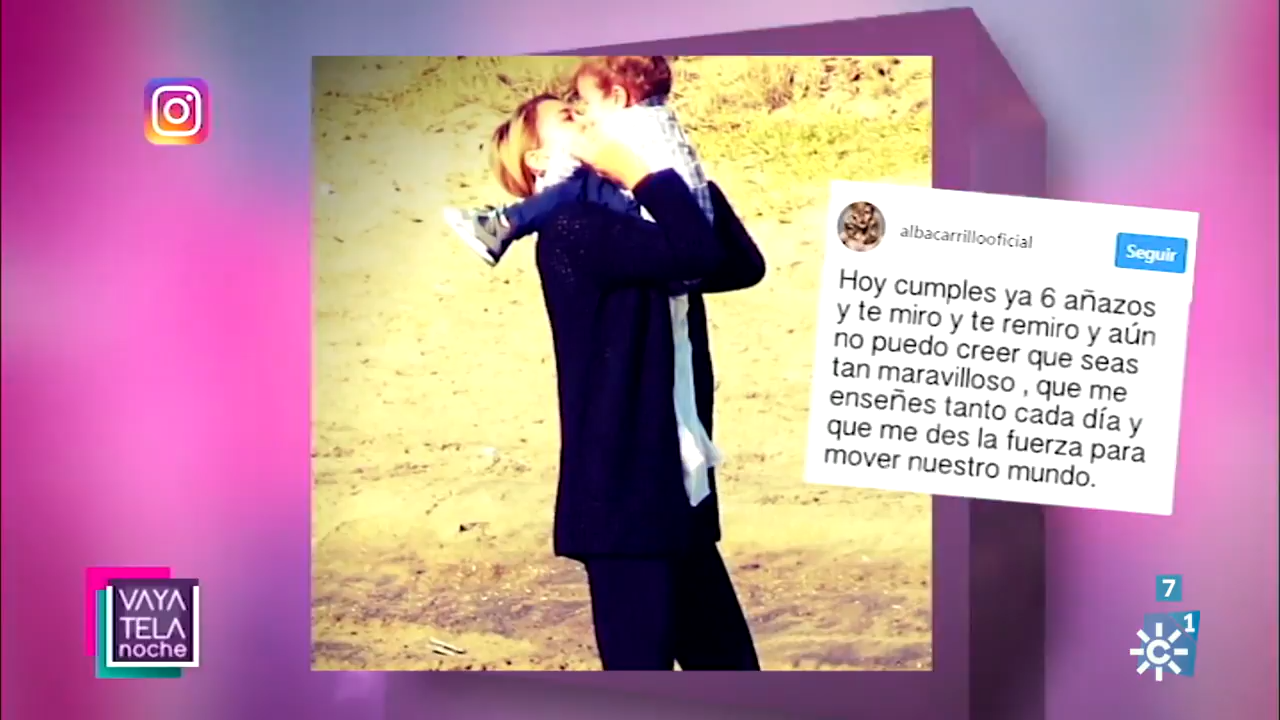 albacarrillooficial
Seguir
Hoy cumples ya 6 añazos
y te miro y te remiro y aún
no puedo creer que seas
tan maravilloso , que me
enseñes tanto cada día y
que me des la fuerza para
mover nuestro mundo.
VAYA
TELA
noche
7
1